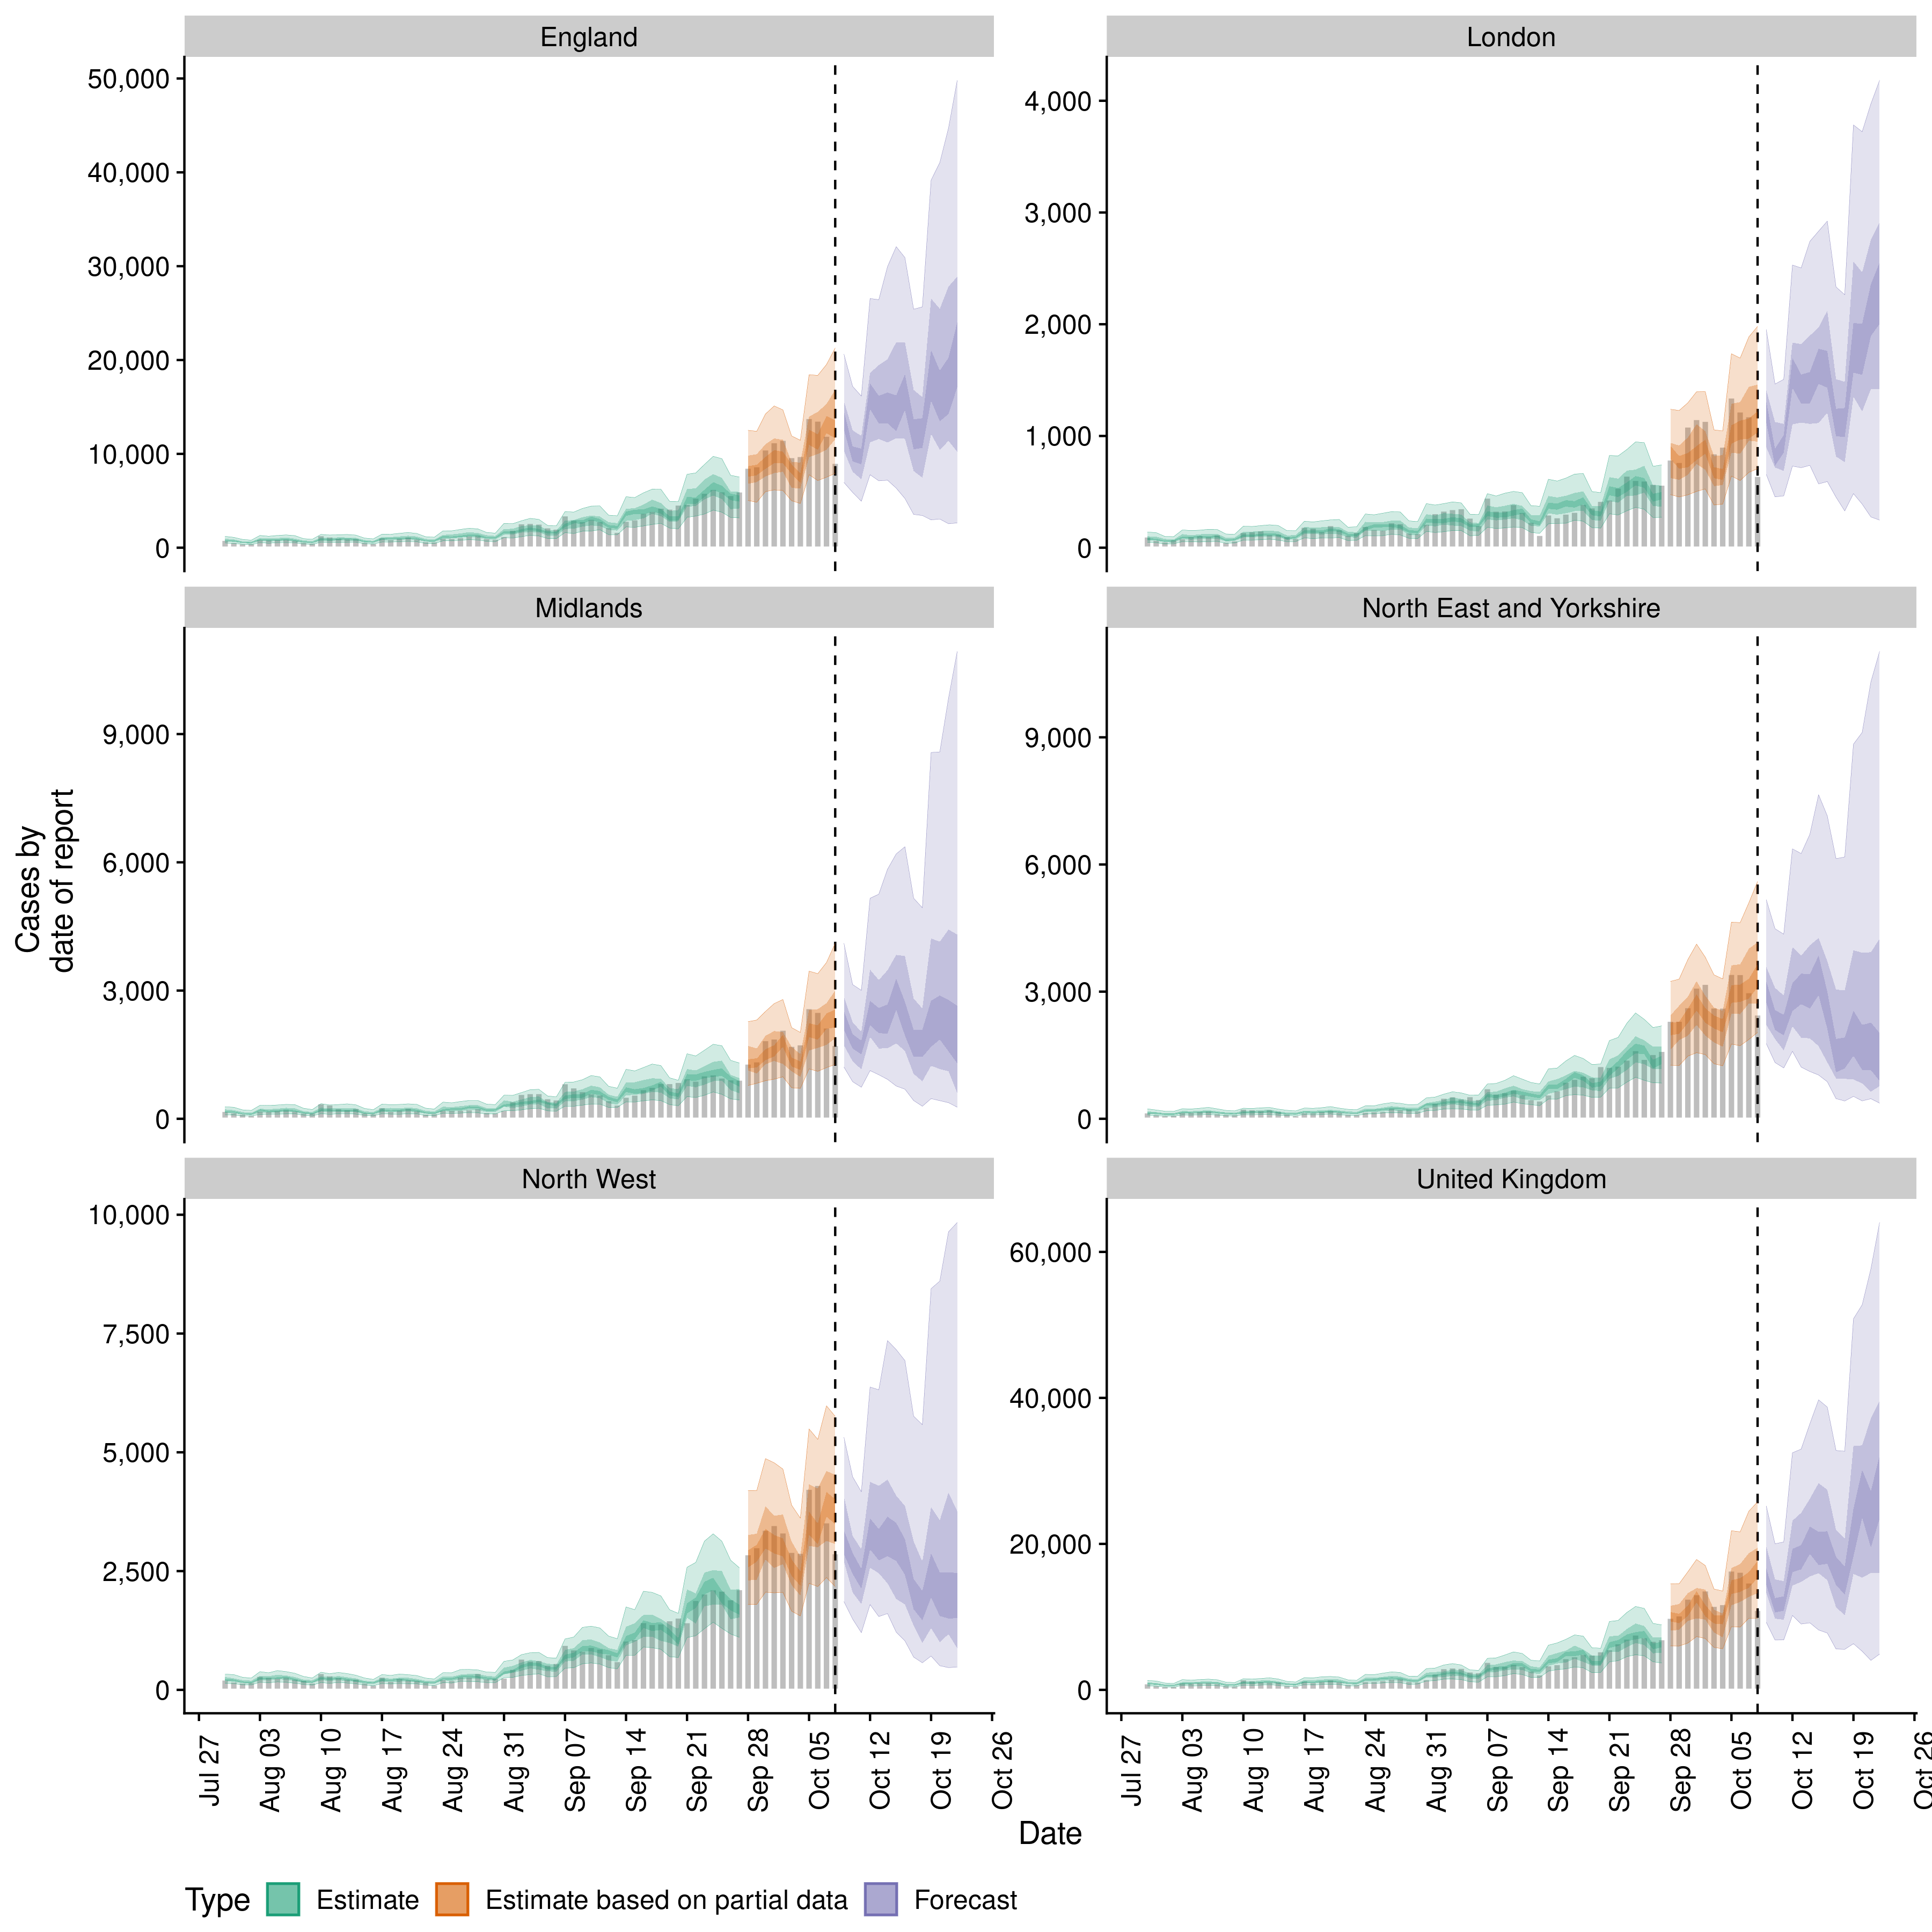 England
London
50,000
40,000
30,000
20,000
10,000
0
4,000
3,000
2,000
1,000
0
Midlands
North East and Yorkshire
9,000
6,000
3,000
0
9,000
6,000
3,000
0
North West
United Kingdom
10,000
7,500
5,000
2,500
0
60,000
40,000
20,000
0
Cases by
date of report
Jul 27
Aug 03
Aug 10
Aug 17
Aug 24
Aug 31
Sep 07
Sep 14
Sep 21
Sep 28
Oct 05
Oct 12
Oct 19
Oct 26
Jul 27
Aug 03
Aug 10
Aug 17
Aug 24
Aug 31
Sep 07
Sep 14
Sep 21
Sep 28
Oct 05
Oct 12
Oct 19
Oct 26
Date
Type Estimate Estimate based on partial data Forecast